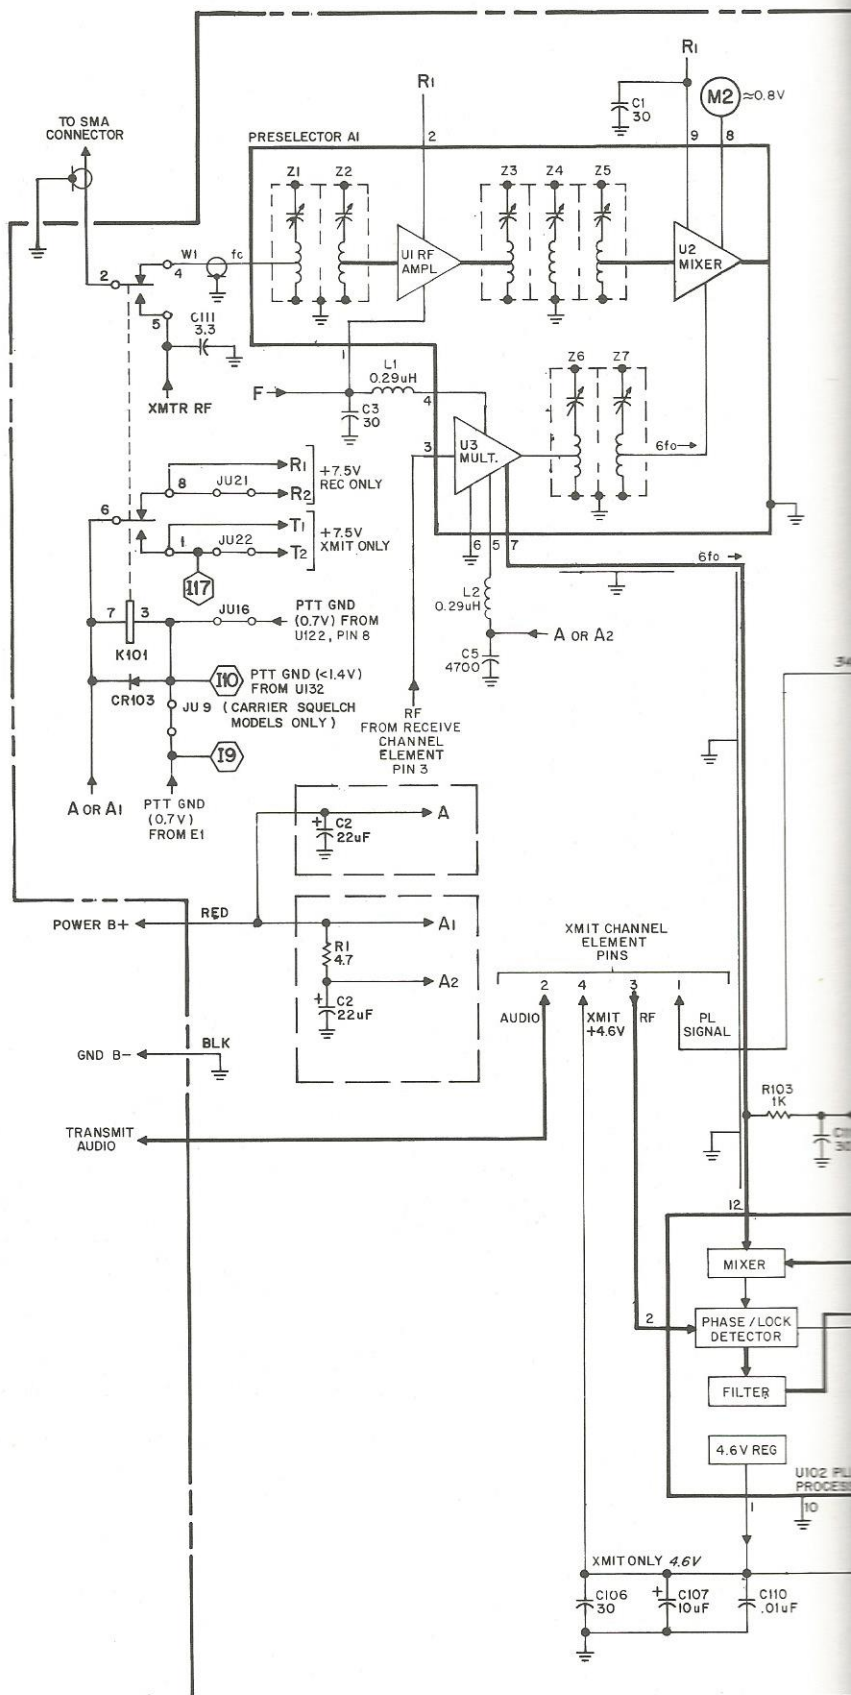 R1
R1
M2
≈0.8V
C1
30
TO SMA
CONNECTOR
PRESELECTOR A1
2
9
8
Z1
Z2
Z3
Z4
Z5
W1
fc
4
2
5
U1 RF
AMPL
U2
MIXER
C111
3.3
1
L1
0.29uH
F
4
C3
30
XMTR RF
Z6
Z7
3
U3
MULT.
6fo
6
5
7
6fo
R1
+7.5V
REC ONLY
8
JU21
R2
6
T1
+7.5V
XMIT ONLY
1
JU22
T2
I17
L2
0.29uH
7
3
JU16
PTT GND
(0.7V) FROM
U122, PIN 8
K101
A OR A2
C5
4700
34
I10
PTT GND (<1.4V)
FROM U132
CR103
JU9 (CARRIER SQUELCH
MODELS ONLY)
RF
FROM RECEIVE
CHANNEL
ELEMENT
PIN 3
I9
A OR A1
PTT GND
(0.7V)
FROM E1
A
+
C2
22uF
POWER B+
RED
A1
R1
4.7
A2
+
C2
22uF
XMIT CHANNEL
ELEMENT
PINS
2
4
3
1
AUDIO
XMIT
+4.6V
RF
PL
SIGNAL
GND B-
BLK
R103
1K
TRANSMIT
AUDIO
30
12
MIXER
2
PHASE/LOCK
DETECTOR
FILTER
4.6V REG
U102 PLL
1
10
XMIT ONLY 4.6V
C106
30
+
C107
10uF
C110
.01uF